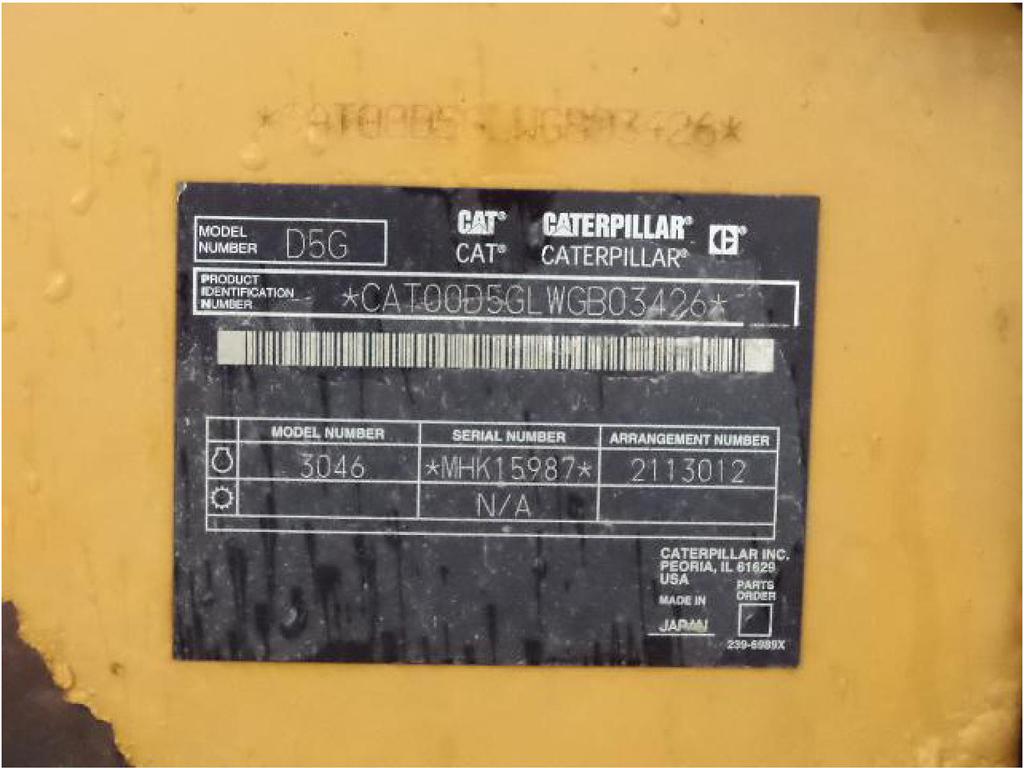 *CAT00D5GLWGB03426*
MODEL NUMBER D5G
CAT® CATERPILLAR®
CAT® CATERPILLAR®
PRODUCT IDENTIFICATION NUMBER *CAT00D5GLWGB03426*
MODEL NUMBER SERIAL NUMBER ARRANGEMENT NUMBER
3046 *MHK15987* 2113012
N/A
CATERPILLAR INC.
PEORIA, IL 61629
USA
PARTS ORDER
MADE IN
JAPAN
239-6989X